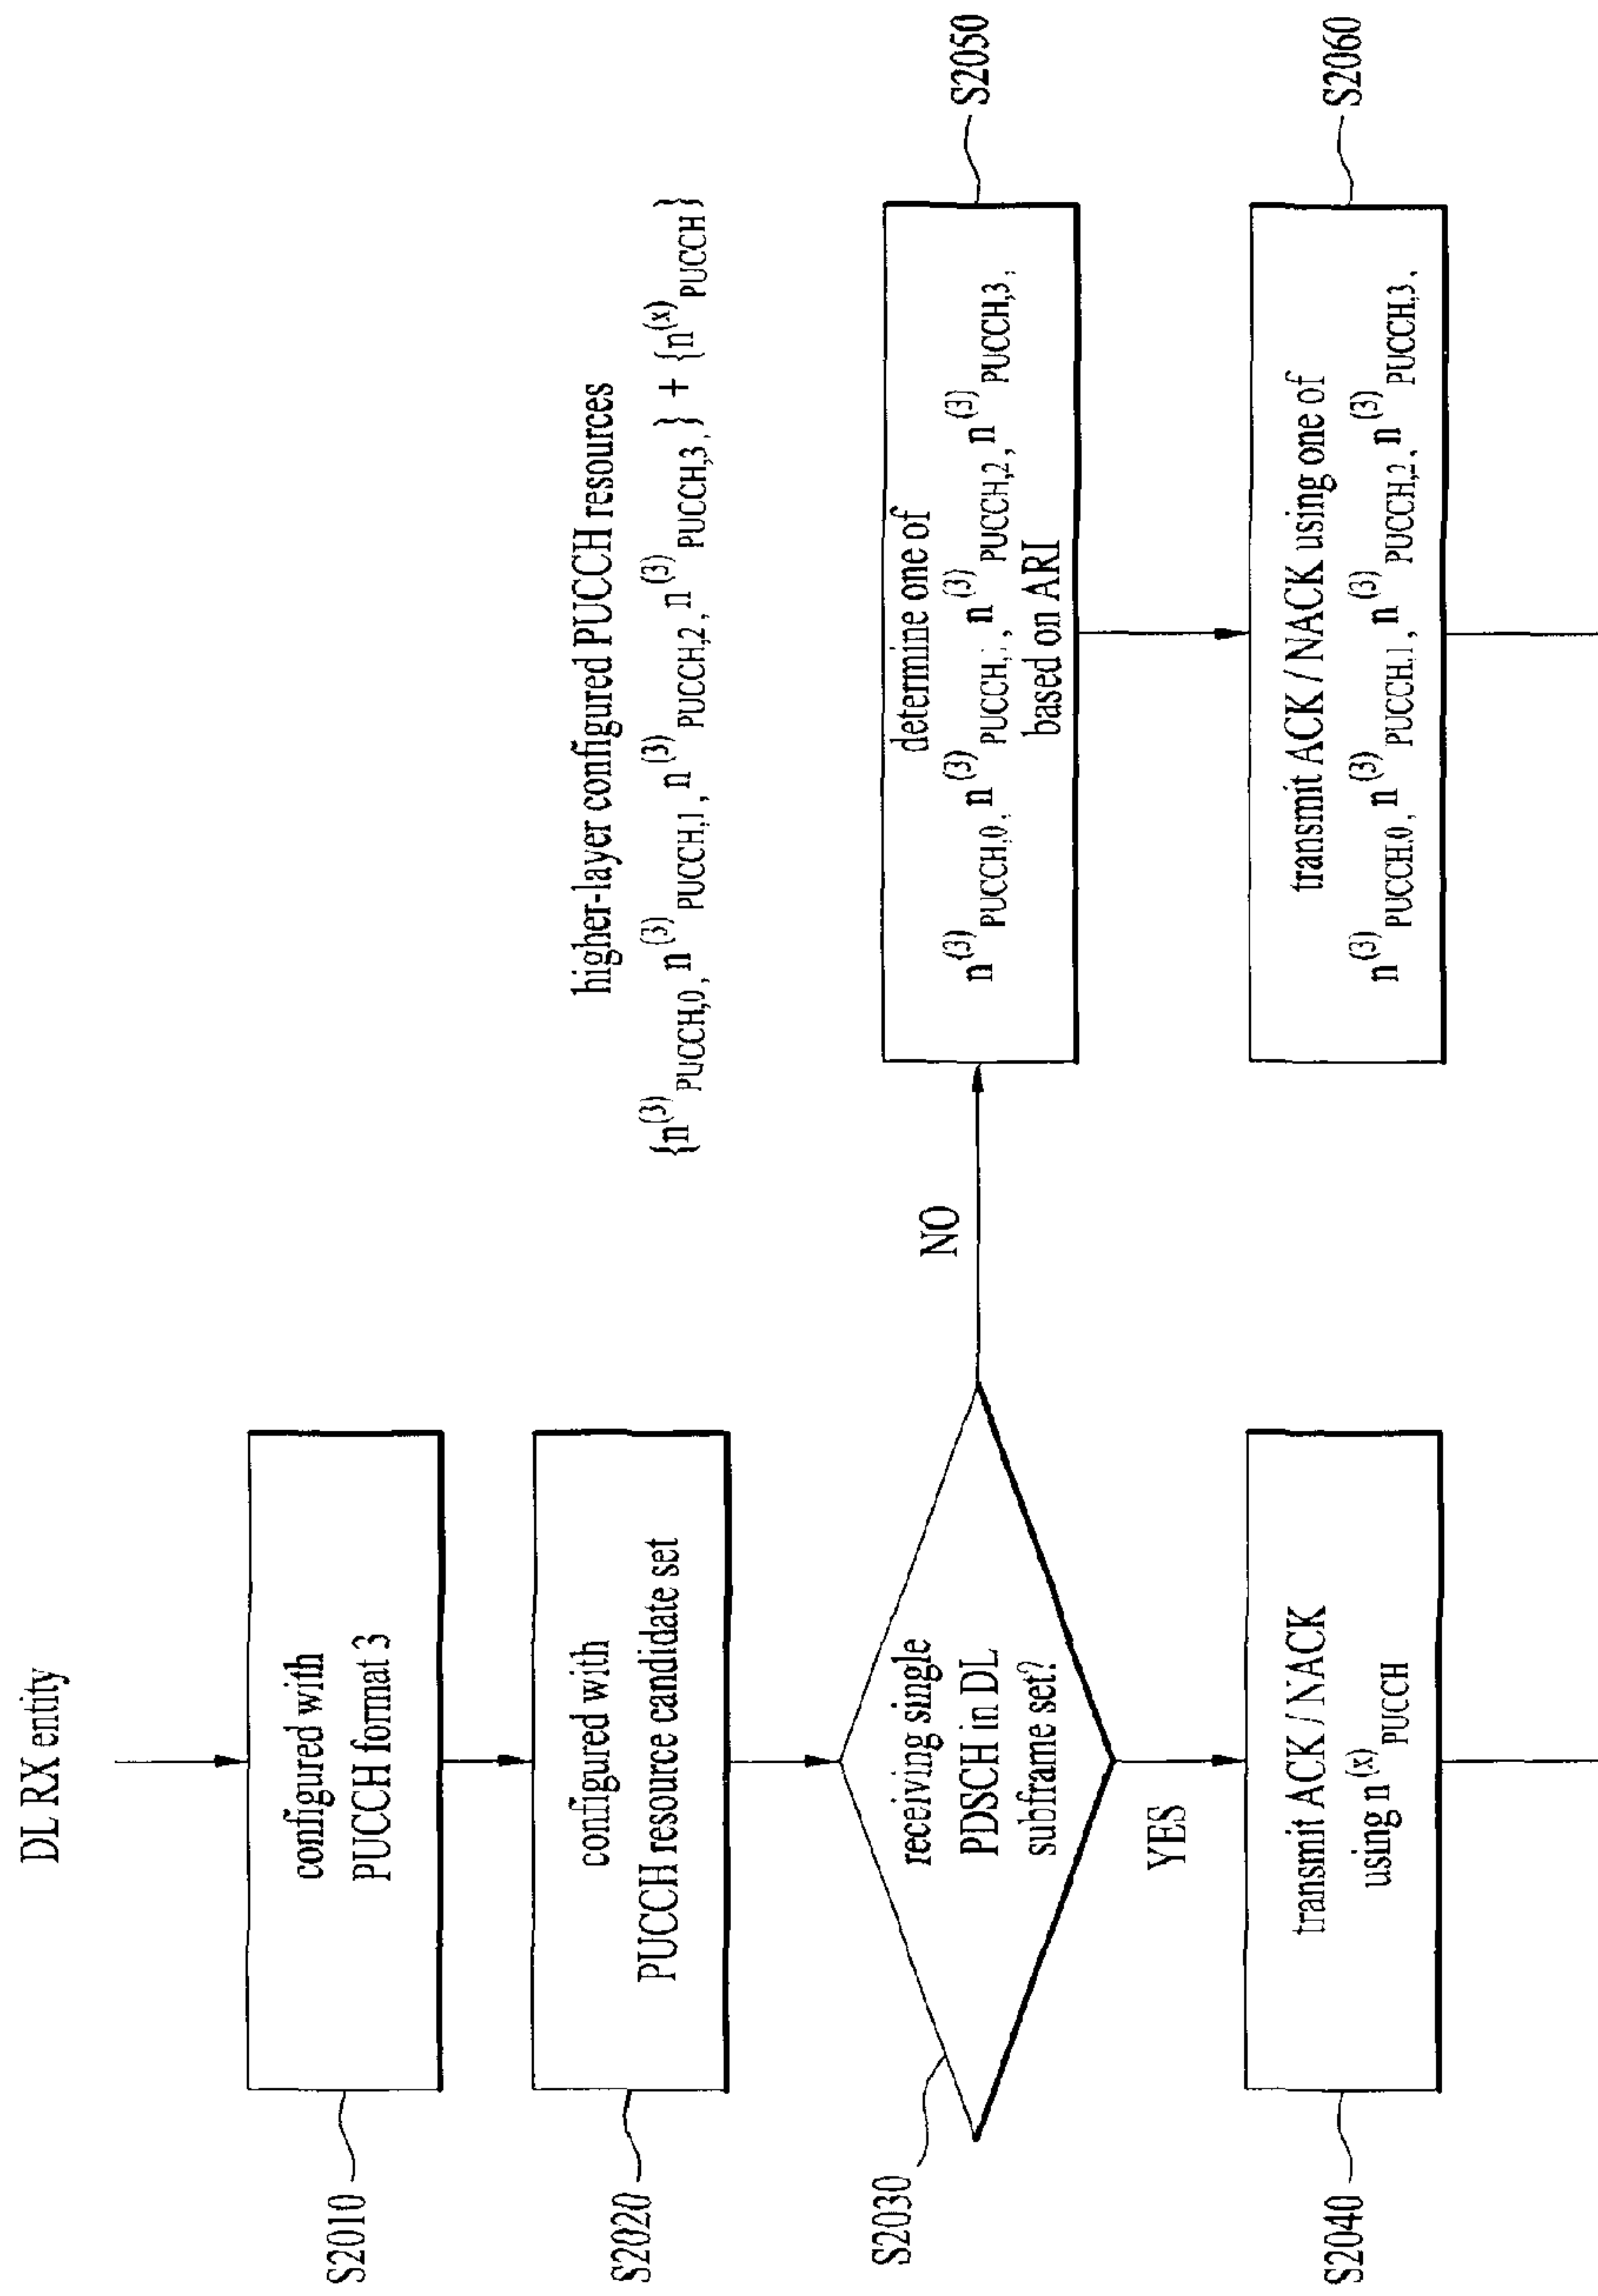 DL RX entity
S2010
configured with
PUCCH format 3
S2020
configured with
PUCCH resource candidate set
higher-layer configured PUCCH resources
{n^(3) PUCCH,0, n^(3) PUCCH,1, n^(3) PUCCH,2, n^(3) PUCCH,3,} + {n^(x) PUCCH}
S2030
receiving single
PDSCH in DL
subframe set?
NO
YES
determine one of
n^(3) PUCCH,0, n^(3) PUCCH,1, n^(3) PUCCH,2, n^(3) PUCCH,3,
based on ARI
S2050
S2040
transmit ACK / NACK
using n^(x) PUCCH
transmit ACK / NACK using one of
n^(3) PUCCH,0, n^(3) PUCCH,1, n^(3) PUCCH,2, n^(3) PUCCH,3,
S2060